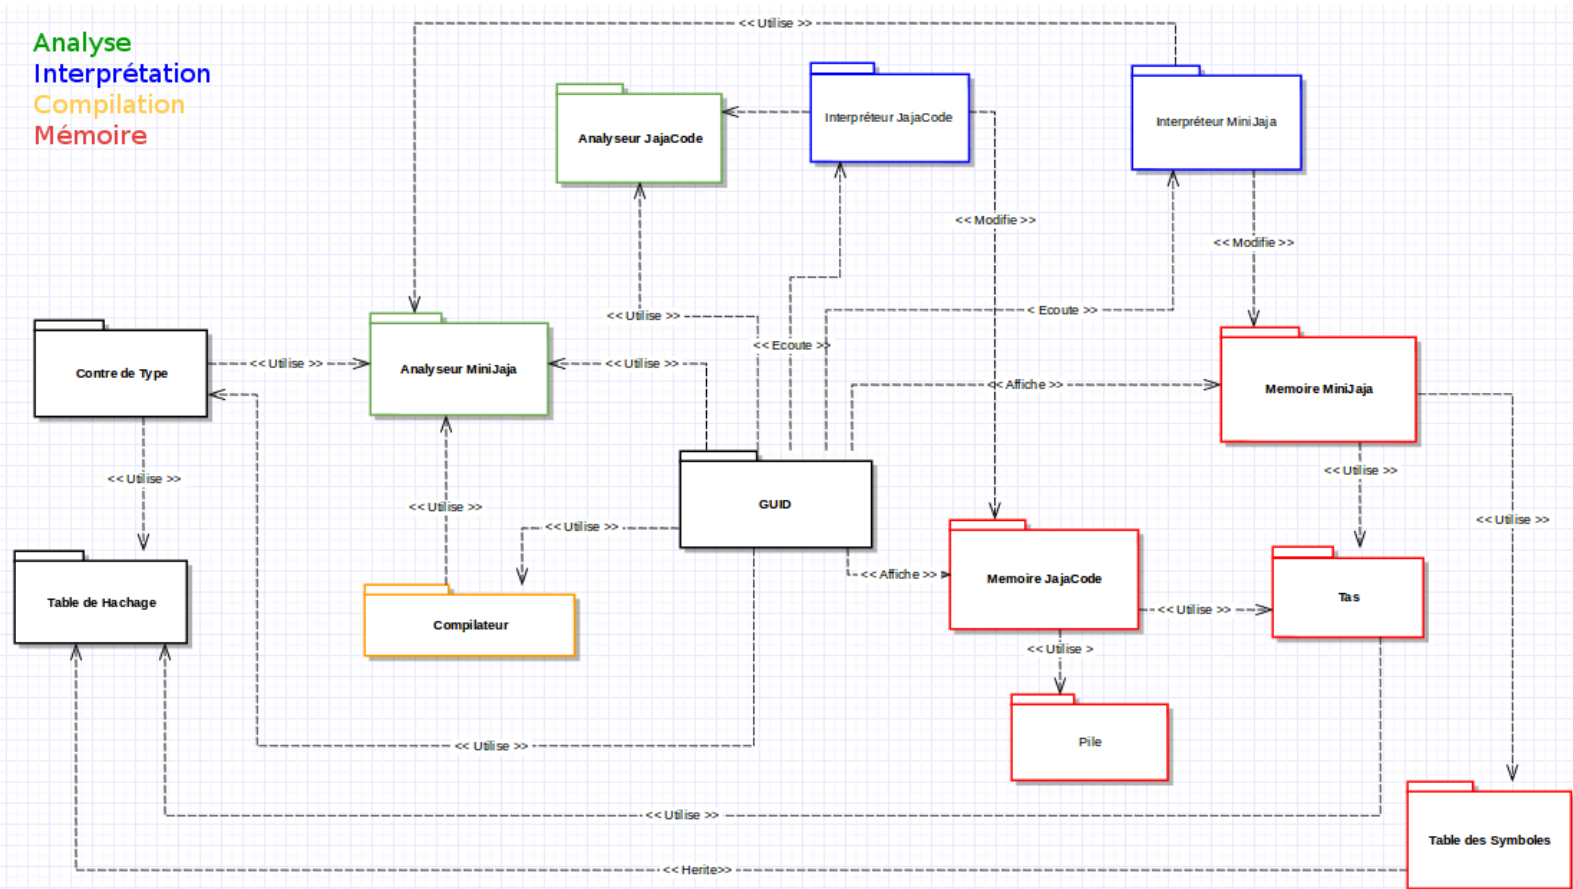 << Utilise >>
Analyse
Interprétation
Compilation
Mémoire
Analyseur JajaCode
Interpréteur JajaCode
Interpréteur MiniJaja
<< Modifie >>
<< Modifie >>
<< Utilise >>
< Ecoute >>
<< Ecoute >>
<< Utilise >>
<< Utilise >>
Contre de Type
Analyseur MiniJaja
<< Affiche >>
Memoire MiniJaja
<< Utilise >>
<< Utilise >>
<< Utilise >>
GUID
<< Utilise >>
<< Utilise >>
<< Affiche >>
Memoire JajaCode
Table de Hachage
Tas
<< Utilise >>
Compilateur
<< Utilise >
Pile
<< Utilise >>
<< Utilise >>
Table des Symboles
<< Herite>>